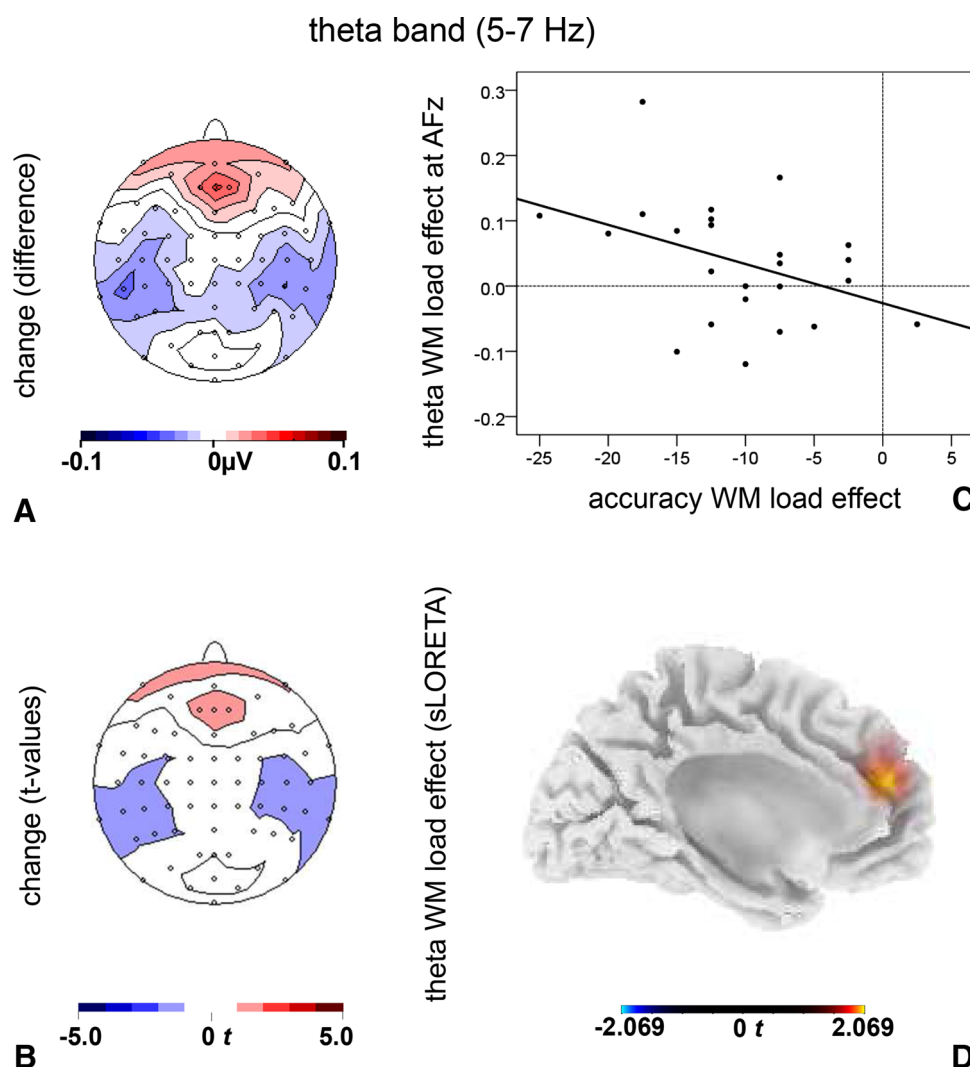 theta band (5-7 Hz)
change (difference)
-0.1 0µV 0.1
A
theta WM load effect at AFz
0.3
0.2
0.1
0.0
-0.1
-0.2
-25 -20 -15 -10 -5 0 5
accuracy WM load effect
C
change (t-values)
-5.0 0 t 5.0
B
theta WM load effect (sLORETA)
-2.069 0 t 2.069
D